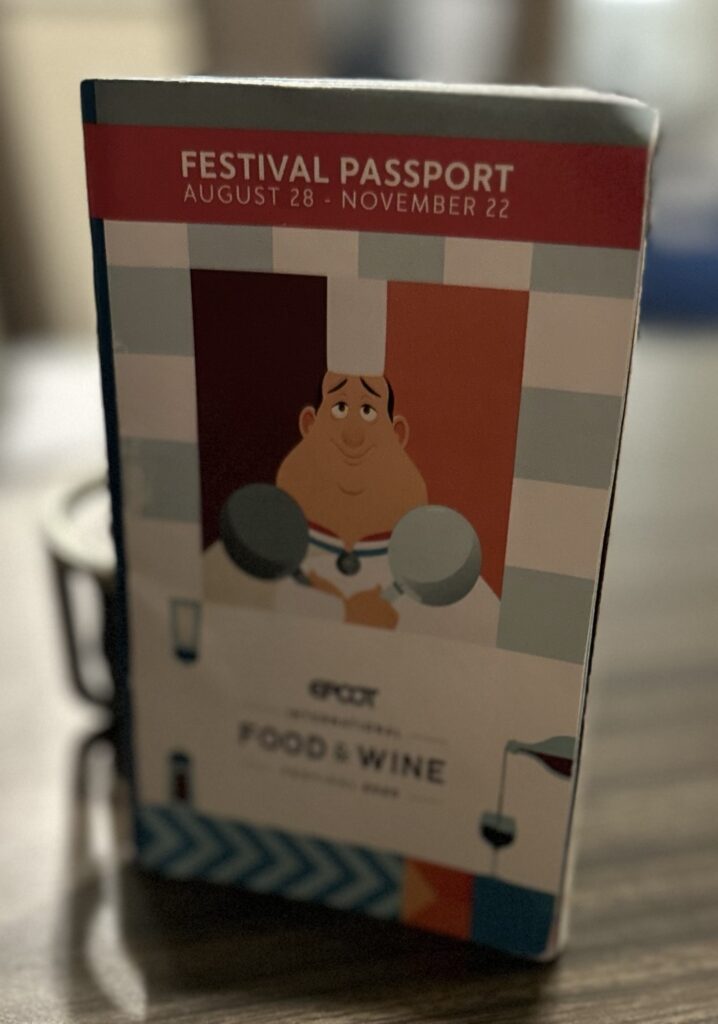 FESTIVAL PASSPORT
AUGUST 28 - NOVEMBER 22
EPCOT
INTERNATIONAL
FOOD & WINE
FESTIVAL